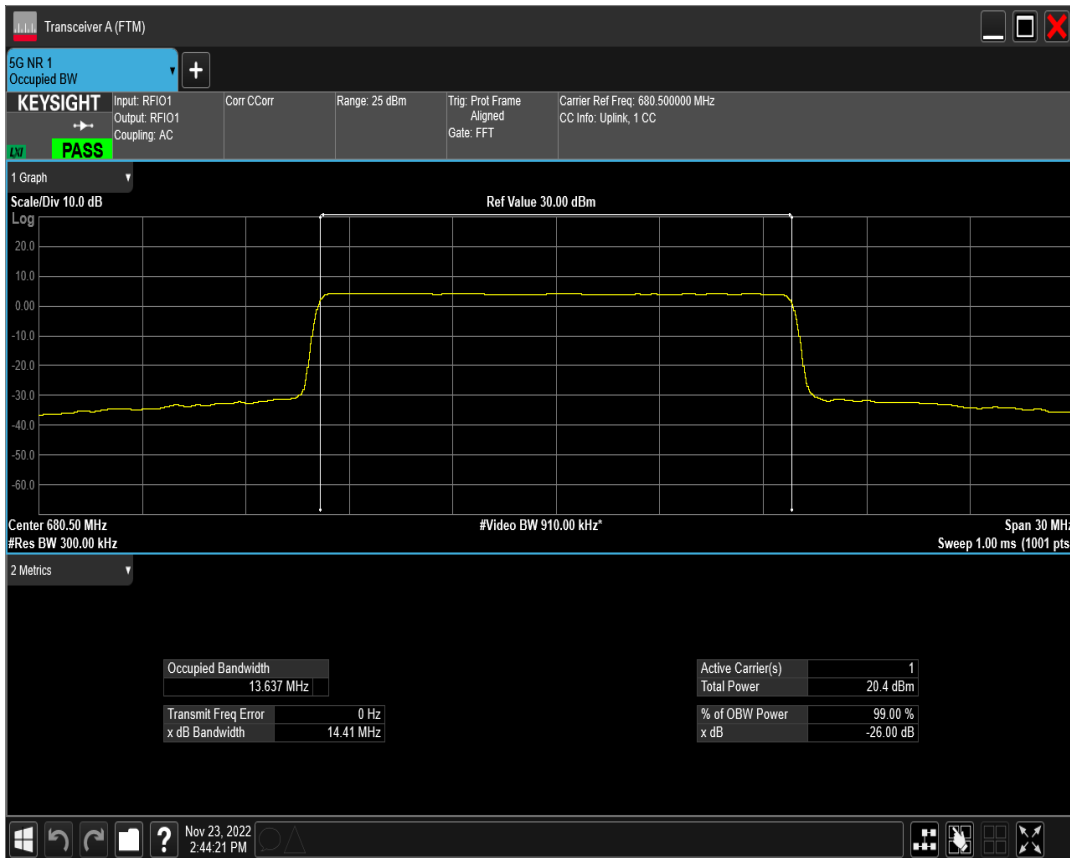 Transceiver A (FTM)
5G NR 1
Occupied BW
+
KEYSIGHT
LXI
PASS
Input: RFIO1
Output: RFIO1
Coupling: AC
Corr CCorr
Range: 25 dBm
Trig: Prot Frame
Aligned
Gate: FFT
Carrier Ref Freq: 680.500000 MHz
CC Info: Uplink, 1 CC
1 Graph
Scale/Div 10.0 dB
Ref Value 30.00 dBm
Log
20.0
10.0
0.00
-10.0
-20.0
-30.0
-40.0
-50.0
-60.0
Center 680.50 MHz
#Video BW 910.00 kHz*
Span 30 MHz
#Res BW 300.00 kHz
Sweep 1.00 ms (1001 pts
2 Metrics
Occupied Bandwidth
13.637 MHz
Transmit Freq Error 0 Hz
x dB Bandwidth 14.41 MHz
Active Carrier(s) 1
Total Power 20.4 dBm
% of OBW Power 99.00 %
x dB -26.00 dB
?
Nov 23, 2022
2:44:21 PM